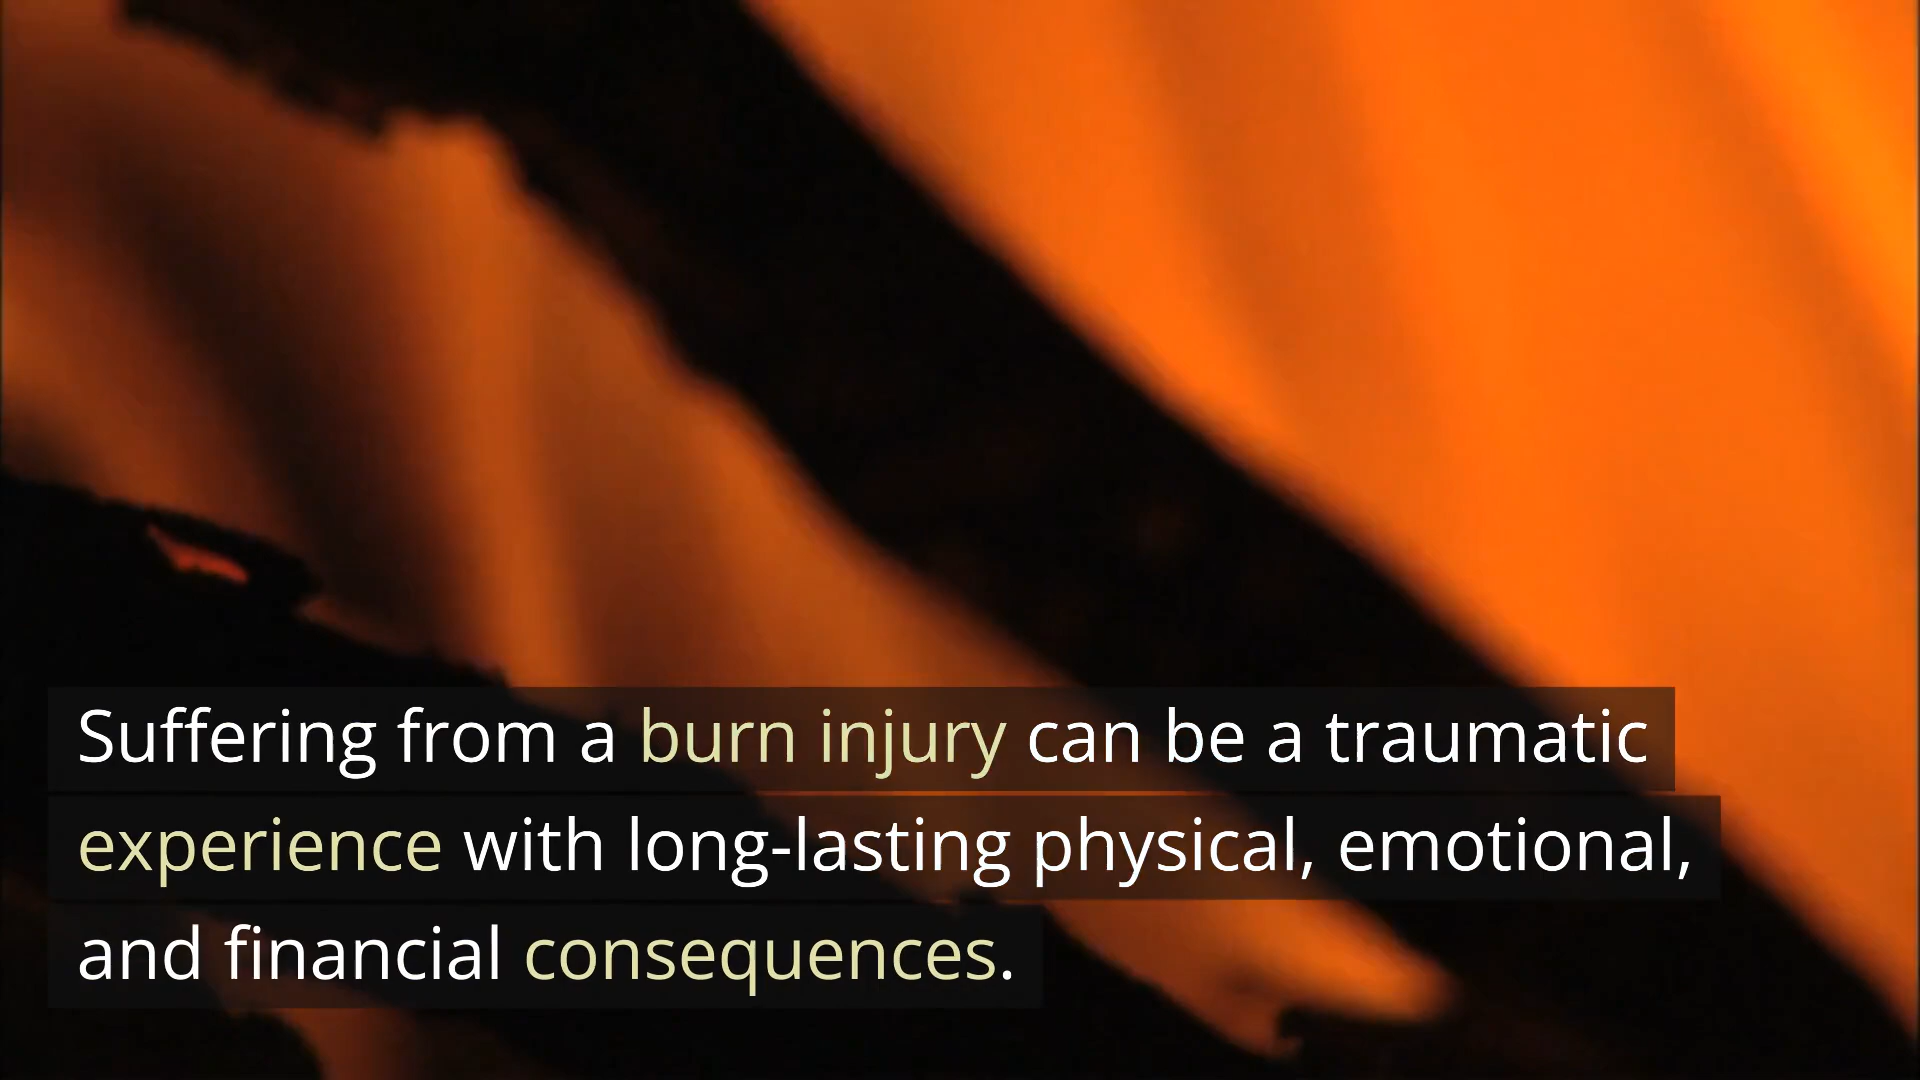 Suffering from a burn injury can be a traumatic
experience with long-lasting physical, emotional,
and financial consequences.